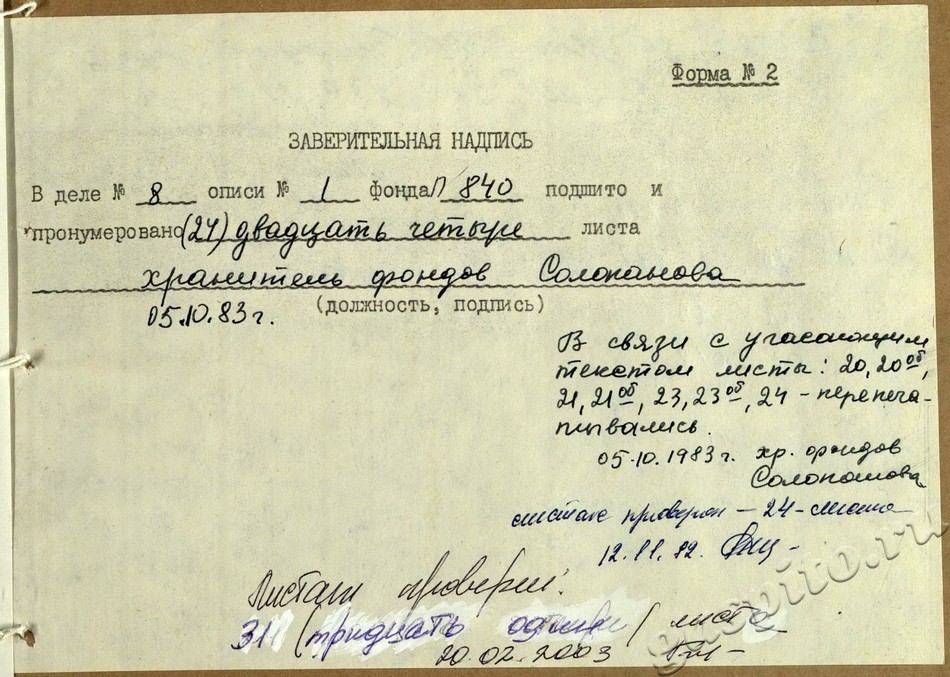 Форма № 2
ЗАВЕРИТЕЛЬНАЯ НАДПИСЬ
В деле № 8 описи № 1 фонда П 840 подшито и
пронумеровано (24) двадцать четыре листа
хранитель фондов Солопанова
(должность, подпись)
05.10.83 г.
В связи с угасающим
текстом листы: 20, 20об,
21, 21об, 23, 23об, 24 - перепеча-
тывались.
05.10.1983 г. хр. фондов
Солопанова
листаж проверен - 24 - листа
12.11.92.
Листаж проверен:
31 (тридцать один) листа
20.02.2003